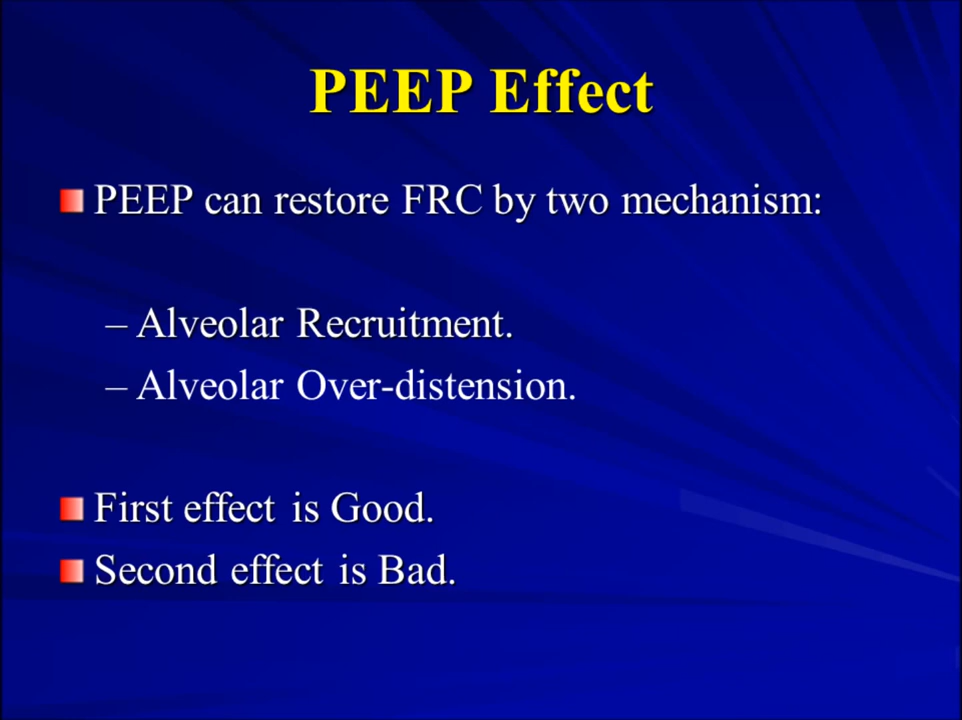 PEEP Effect
PEEP can restore FRC by two mechanism:
– Alveolar Recruitment.
– Alveolar Over-distension.
First effect is Good.
Second effect is Bad.